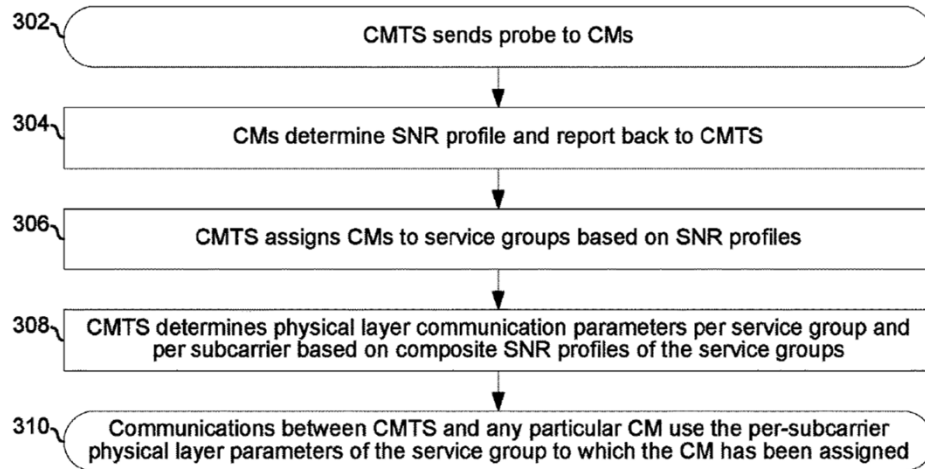 302
CMTS sends probe to CMs
304
CMs determine SNR profile and report back to CMTS
306
CMTS assigns CMs to service groups based on SNR profiles
308
CMTS determines physical layer communication parameters per service group and
per subcarrier based on composite SNR profiles of the service groups
310
Communications between CMTS and any particular CM use the per-subcarrier
physical layer parameters of the service group to which the CM has been assigned